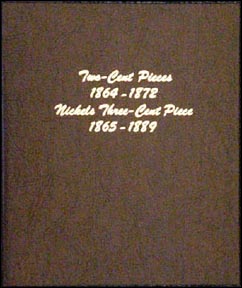 Two-Cent Pieces
1864-1872
Nickels Three-Cent Piece
1865-1889